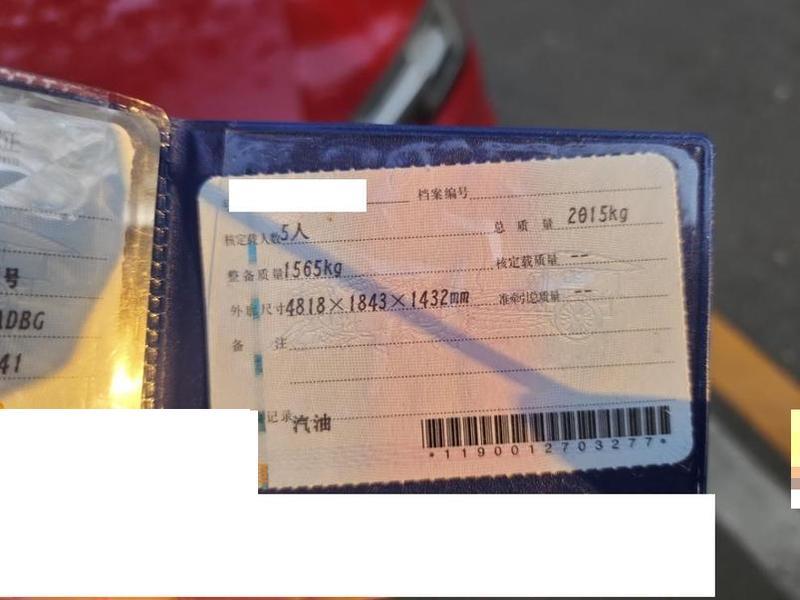 档案编号
核定载人数 5人 总质量 2015kg
整备质量 1565kg 核定载质量 --
外廓尺寸 4818×1843×1432mm 准牵引总质量 --
备注
记录 汽油
*1190012703277*
号
ADBG
41